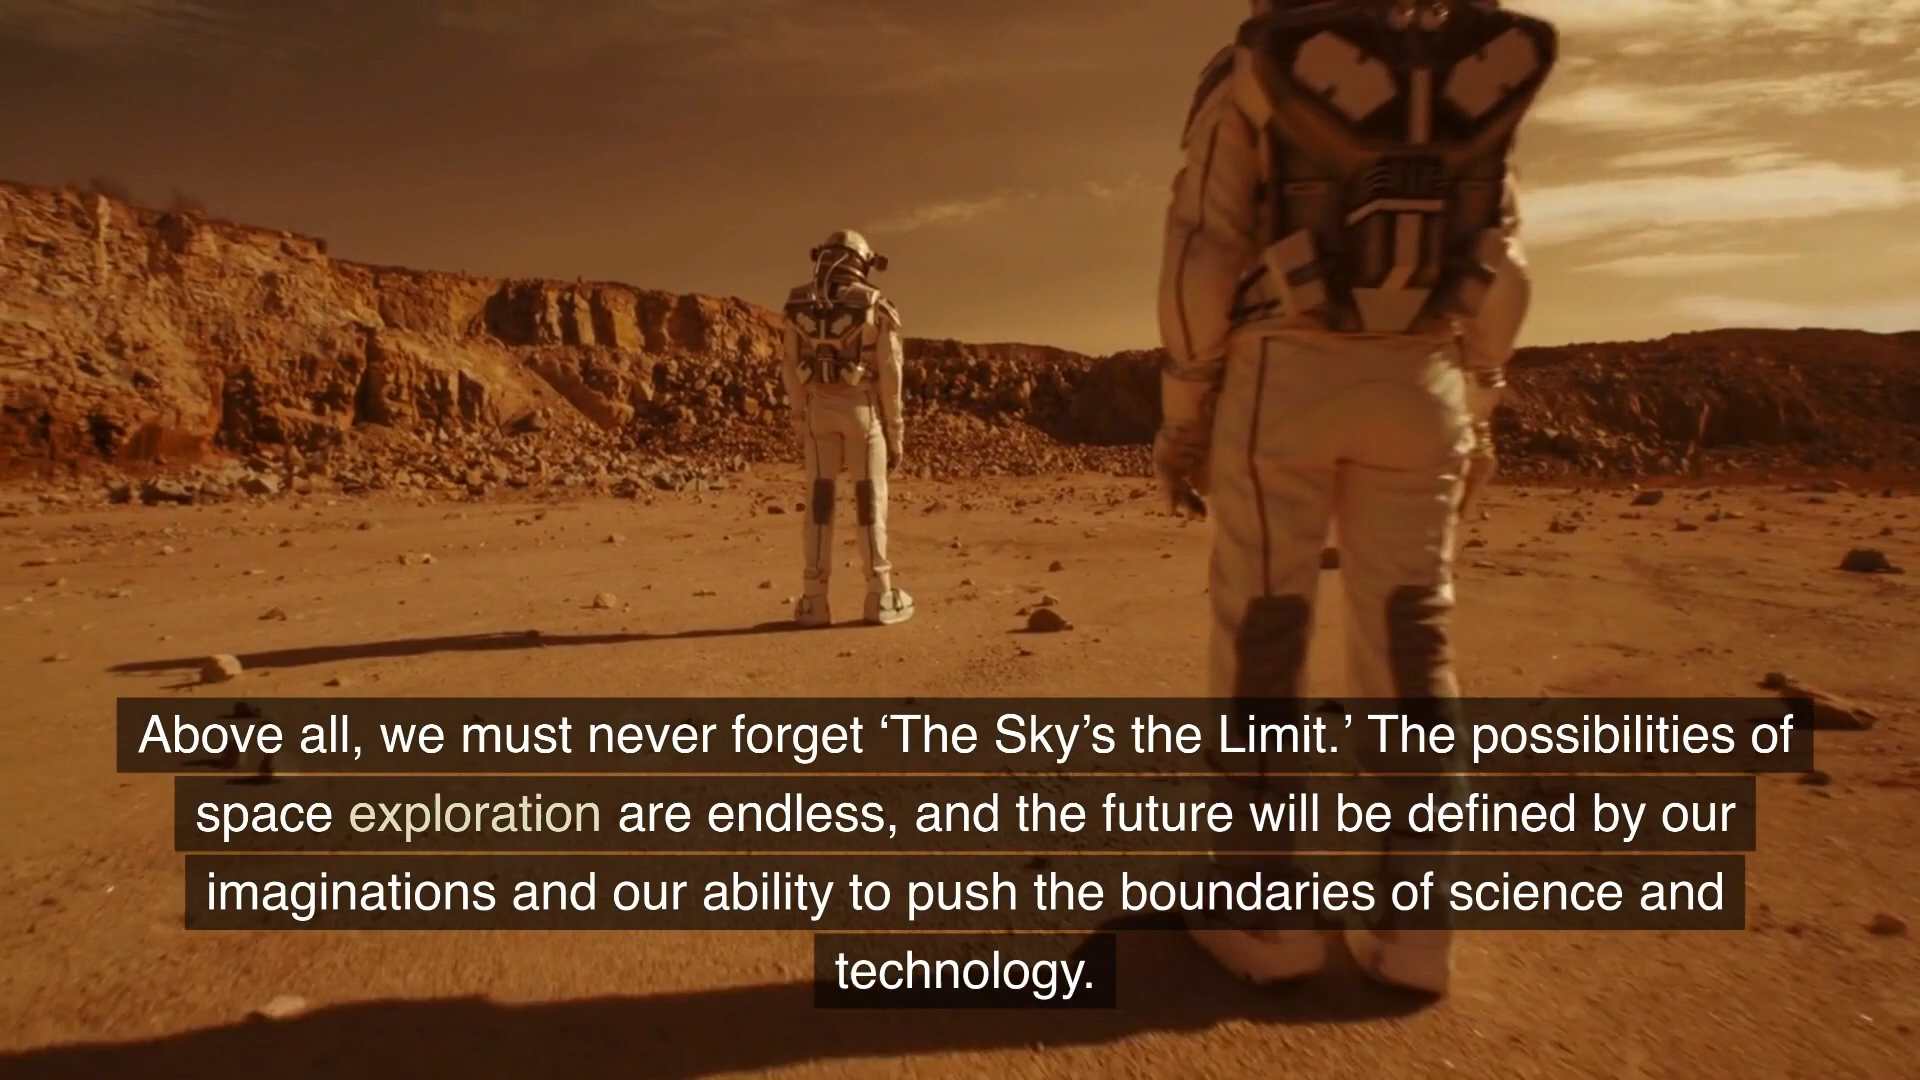 Above all, we must never forget ‘The Sky’s the Limit.’ The possibilities of
space exploration are endless, and the future will be defined by our
imaginations and our ability to push the boundaries of science and
technology.